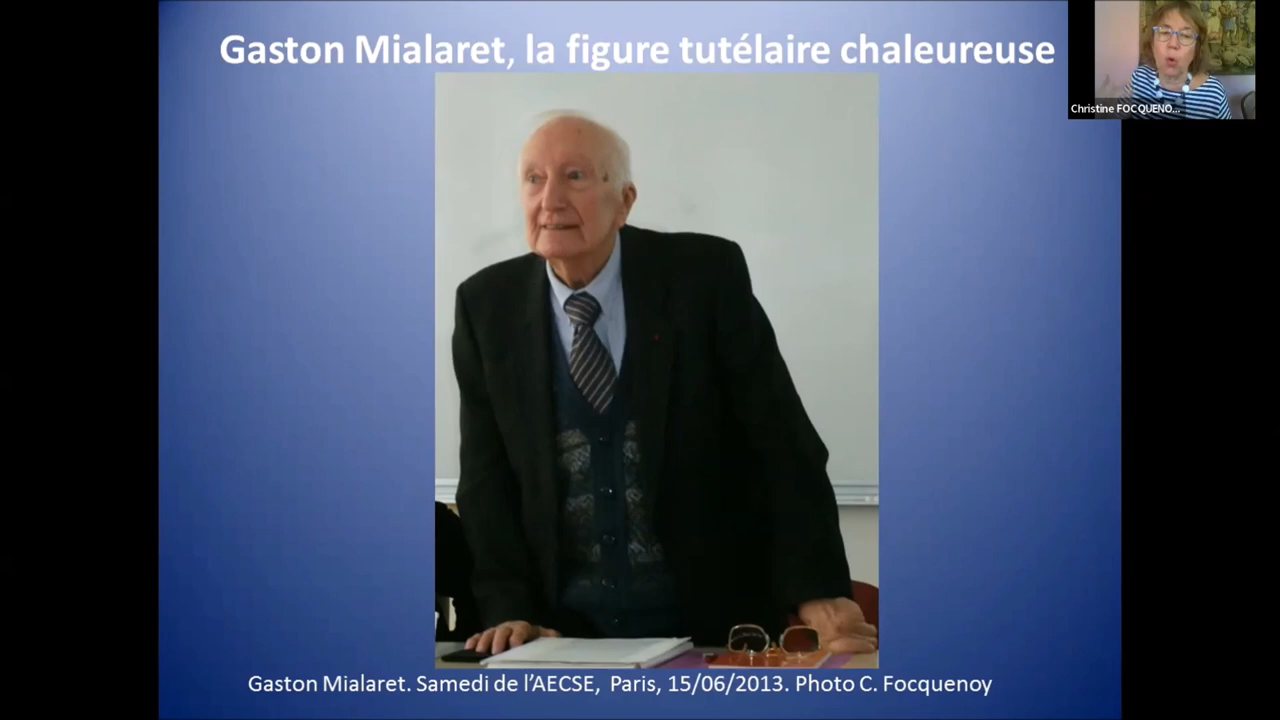 Gaston Mialaret, la figure tutélaire chaleureuse
Christine FOCQUENO...
Gaston Mialaret. Samedi de l'AECSE, Paris, 15/06/2013. Photo C. Focquenoy